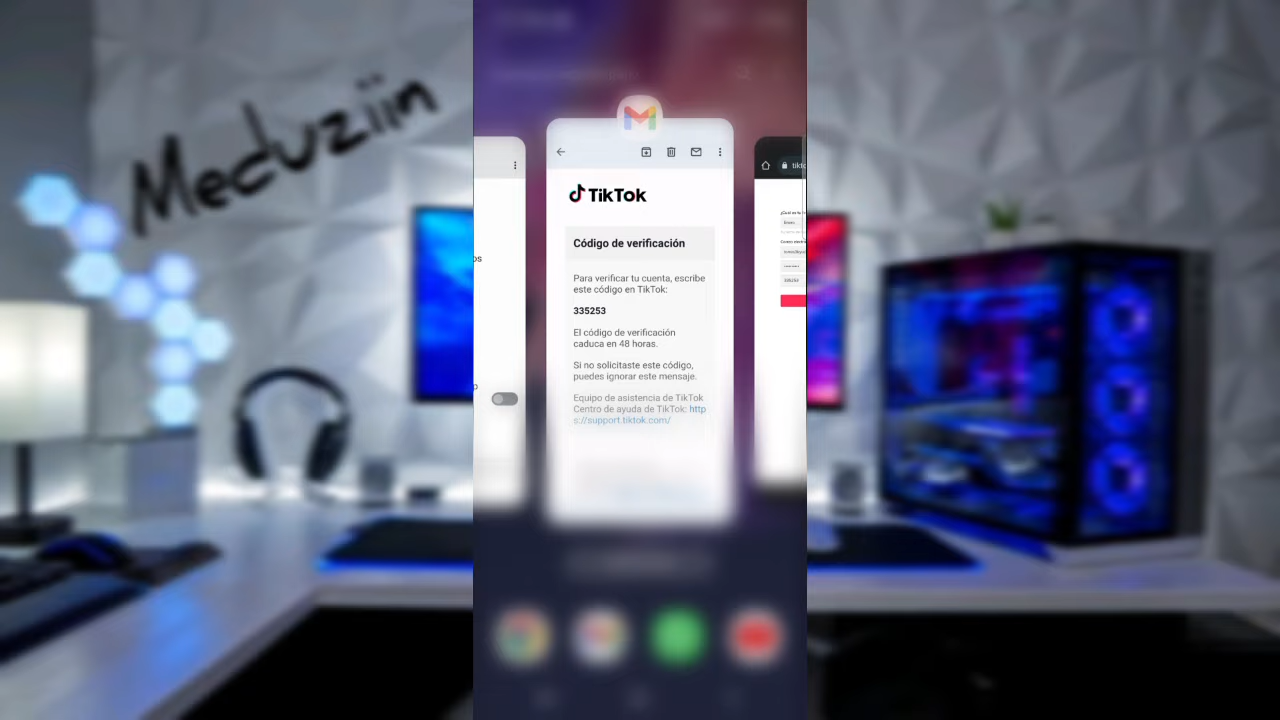 Meduziin
TikTok
Código de verificación
Para verificar tu cuenta, escribe
este código en TikTok:
335253
El código de verificación
caduca en 48 horas.
Si no solicitaste este código,
puedes ignorar este mensaje.
Equipo de asistencia de TikTok
Centro de ayuda de TikTok: http
s://support.tiktok.com/
os
335253